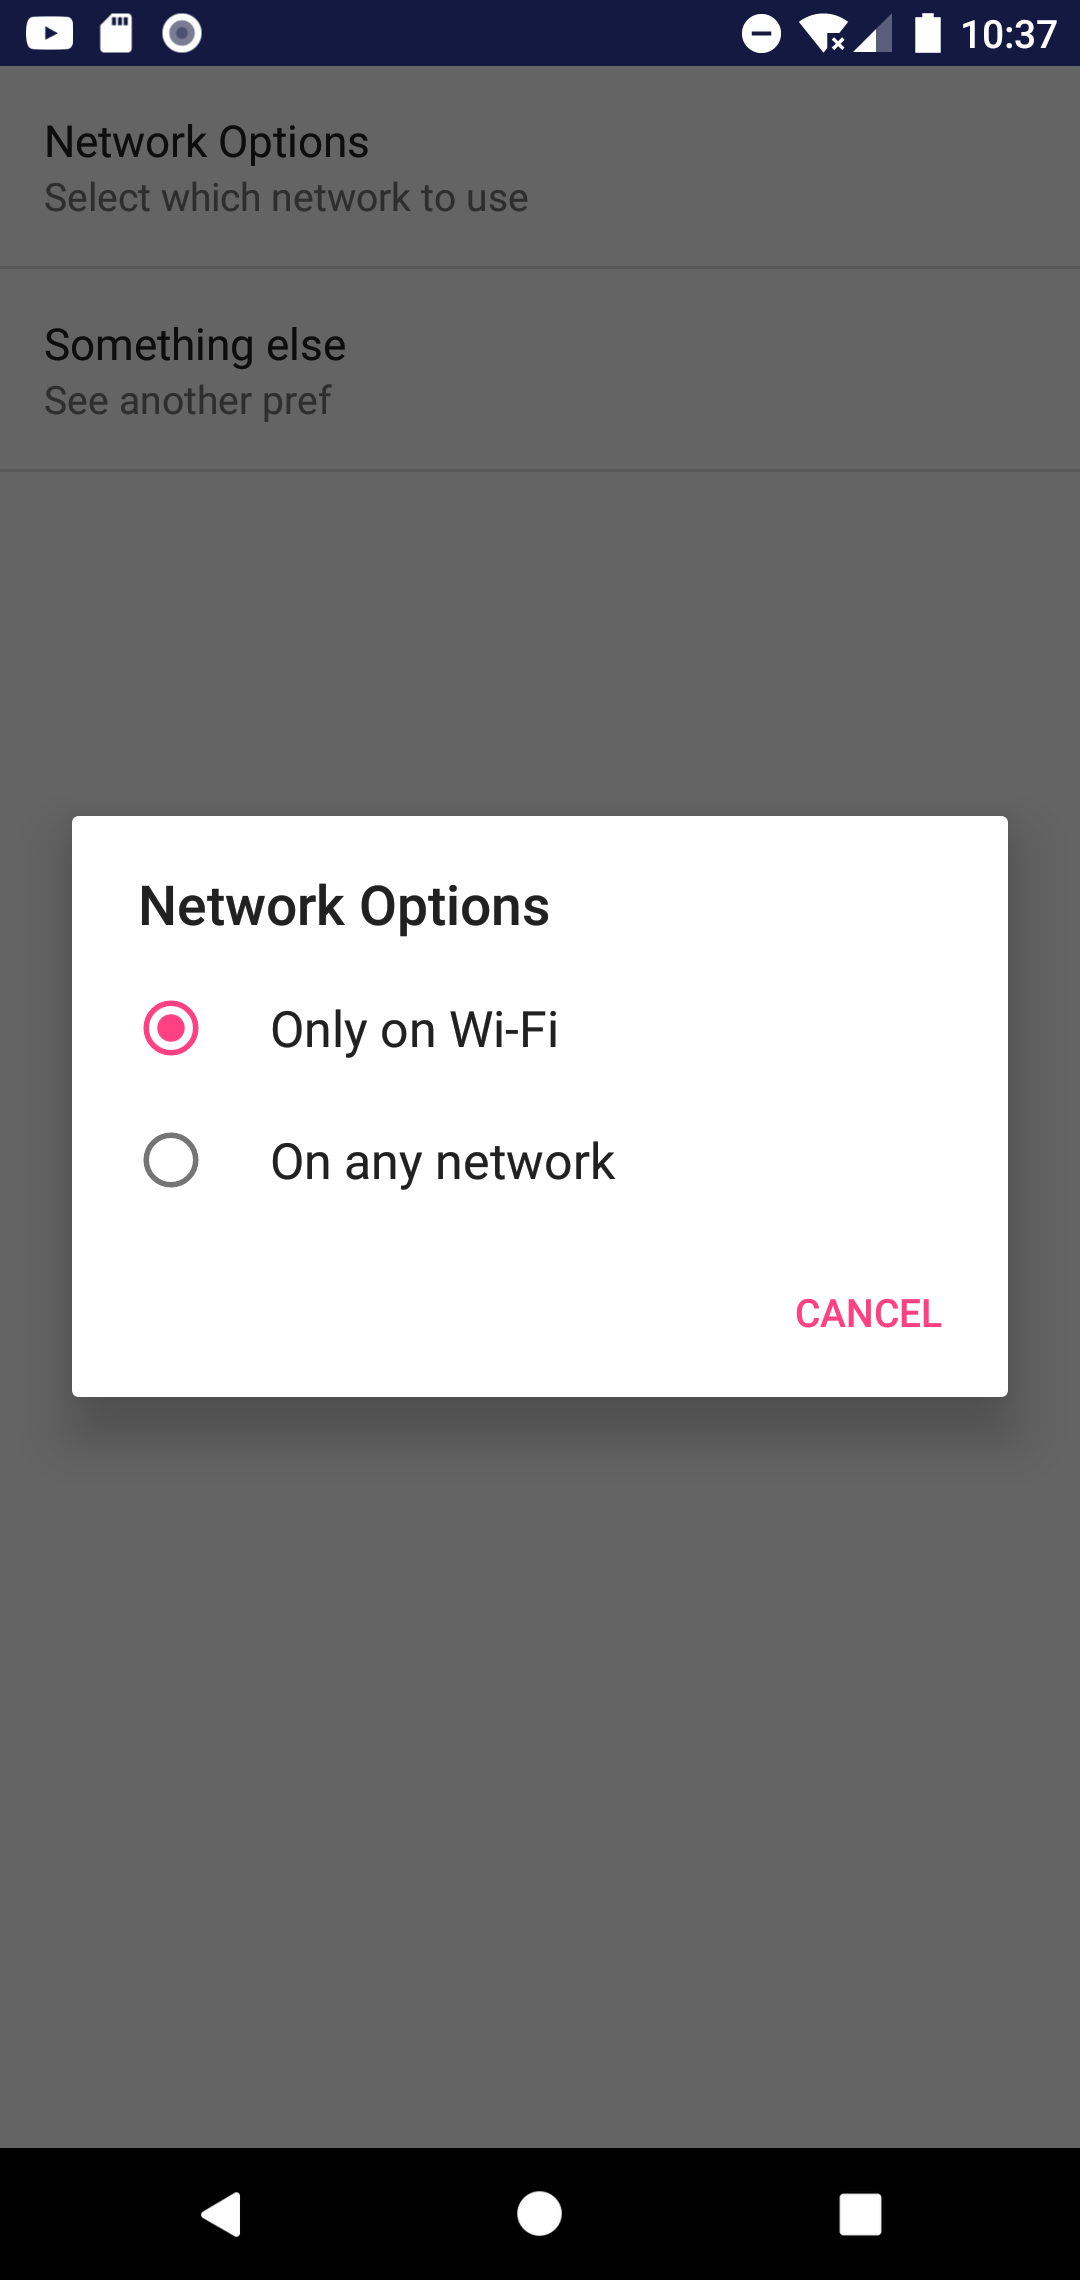 10:37
Network Options
Select which network to use
Something else
See another pref
Network Options
Only on Wi-Fi
On any network
CANCEL